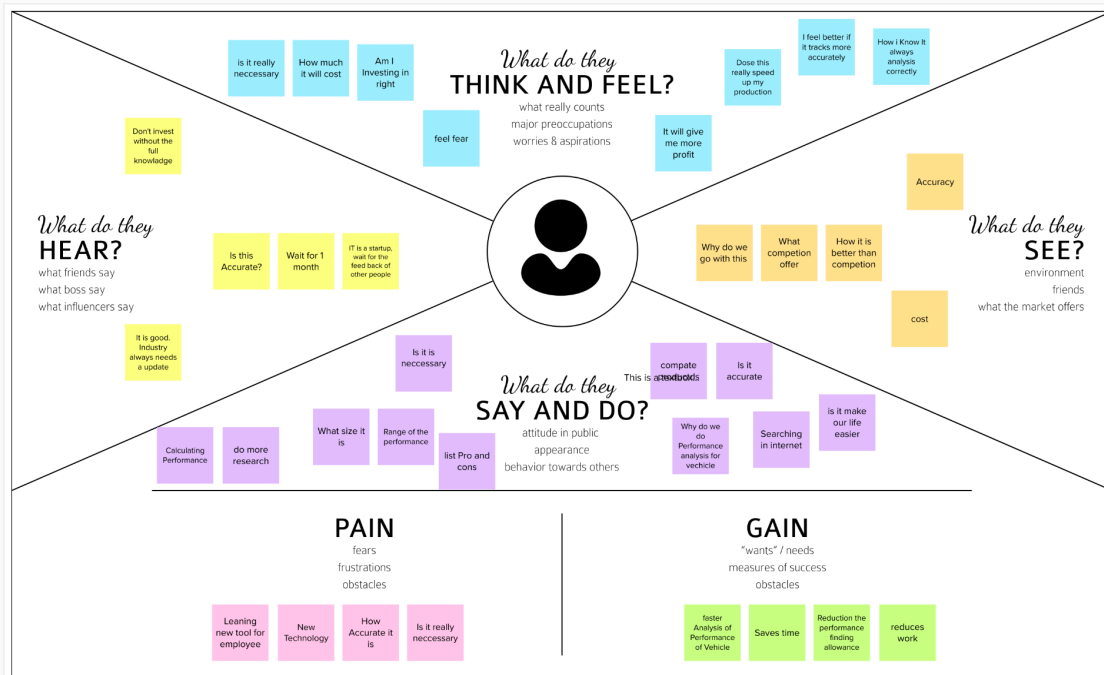 is it really
neccessary
How much
it will cost
Am I
Investing in
right
feel fear
What do they
THINK AND FEEL?
what really counts
major preoccupations
worries & aspirations
It will give
me more
profit
Dose this
really speed
up my
production
I feel better if
it tracks more
accurately
How i Know It
always
analysis
correctly
Don't invest
without the
full
knowladge
What do they
HEAR?
what friends say
what boss say
what influencers say
Is this
Accurate?
Wait for 1
month
IT is a startup,
wait for the
feed back of
other people
It is good.
Industry
always needs
a update
Accuracy
Why do we
go with this
What
competion
offer
How it is
better than
competion
cost
What do they
SEE?
environment
friends
what the market offers
Is it is
neccessary
What do they
SAY AND DO?
attitude in public
appearance
behavior towards others
Calculating
Performance
do more
research
What size it
is
Range of the
performance
list Pro and
cons
compate
This is a
Is it
accurate
Why do we
do
Performance
analysis for
vechicle
Searching
in internet
is it make
our life
easier
PAIN
fears
frustrations
obstacles
Leaning
new tool for
employee
New
Technology
How
Accurate it
is
Is it really
neccessary
GAIN
"wants" / needs
measures of success
obstacles
faster
Analysis of
Performance
of Vehicle
Saves time
Reduction the
performance
finding
allowance
reduces
work